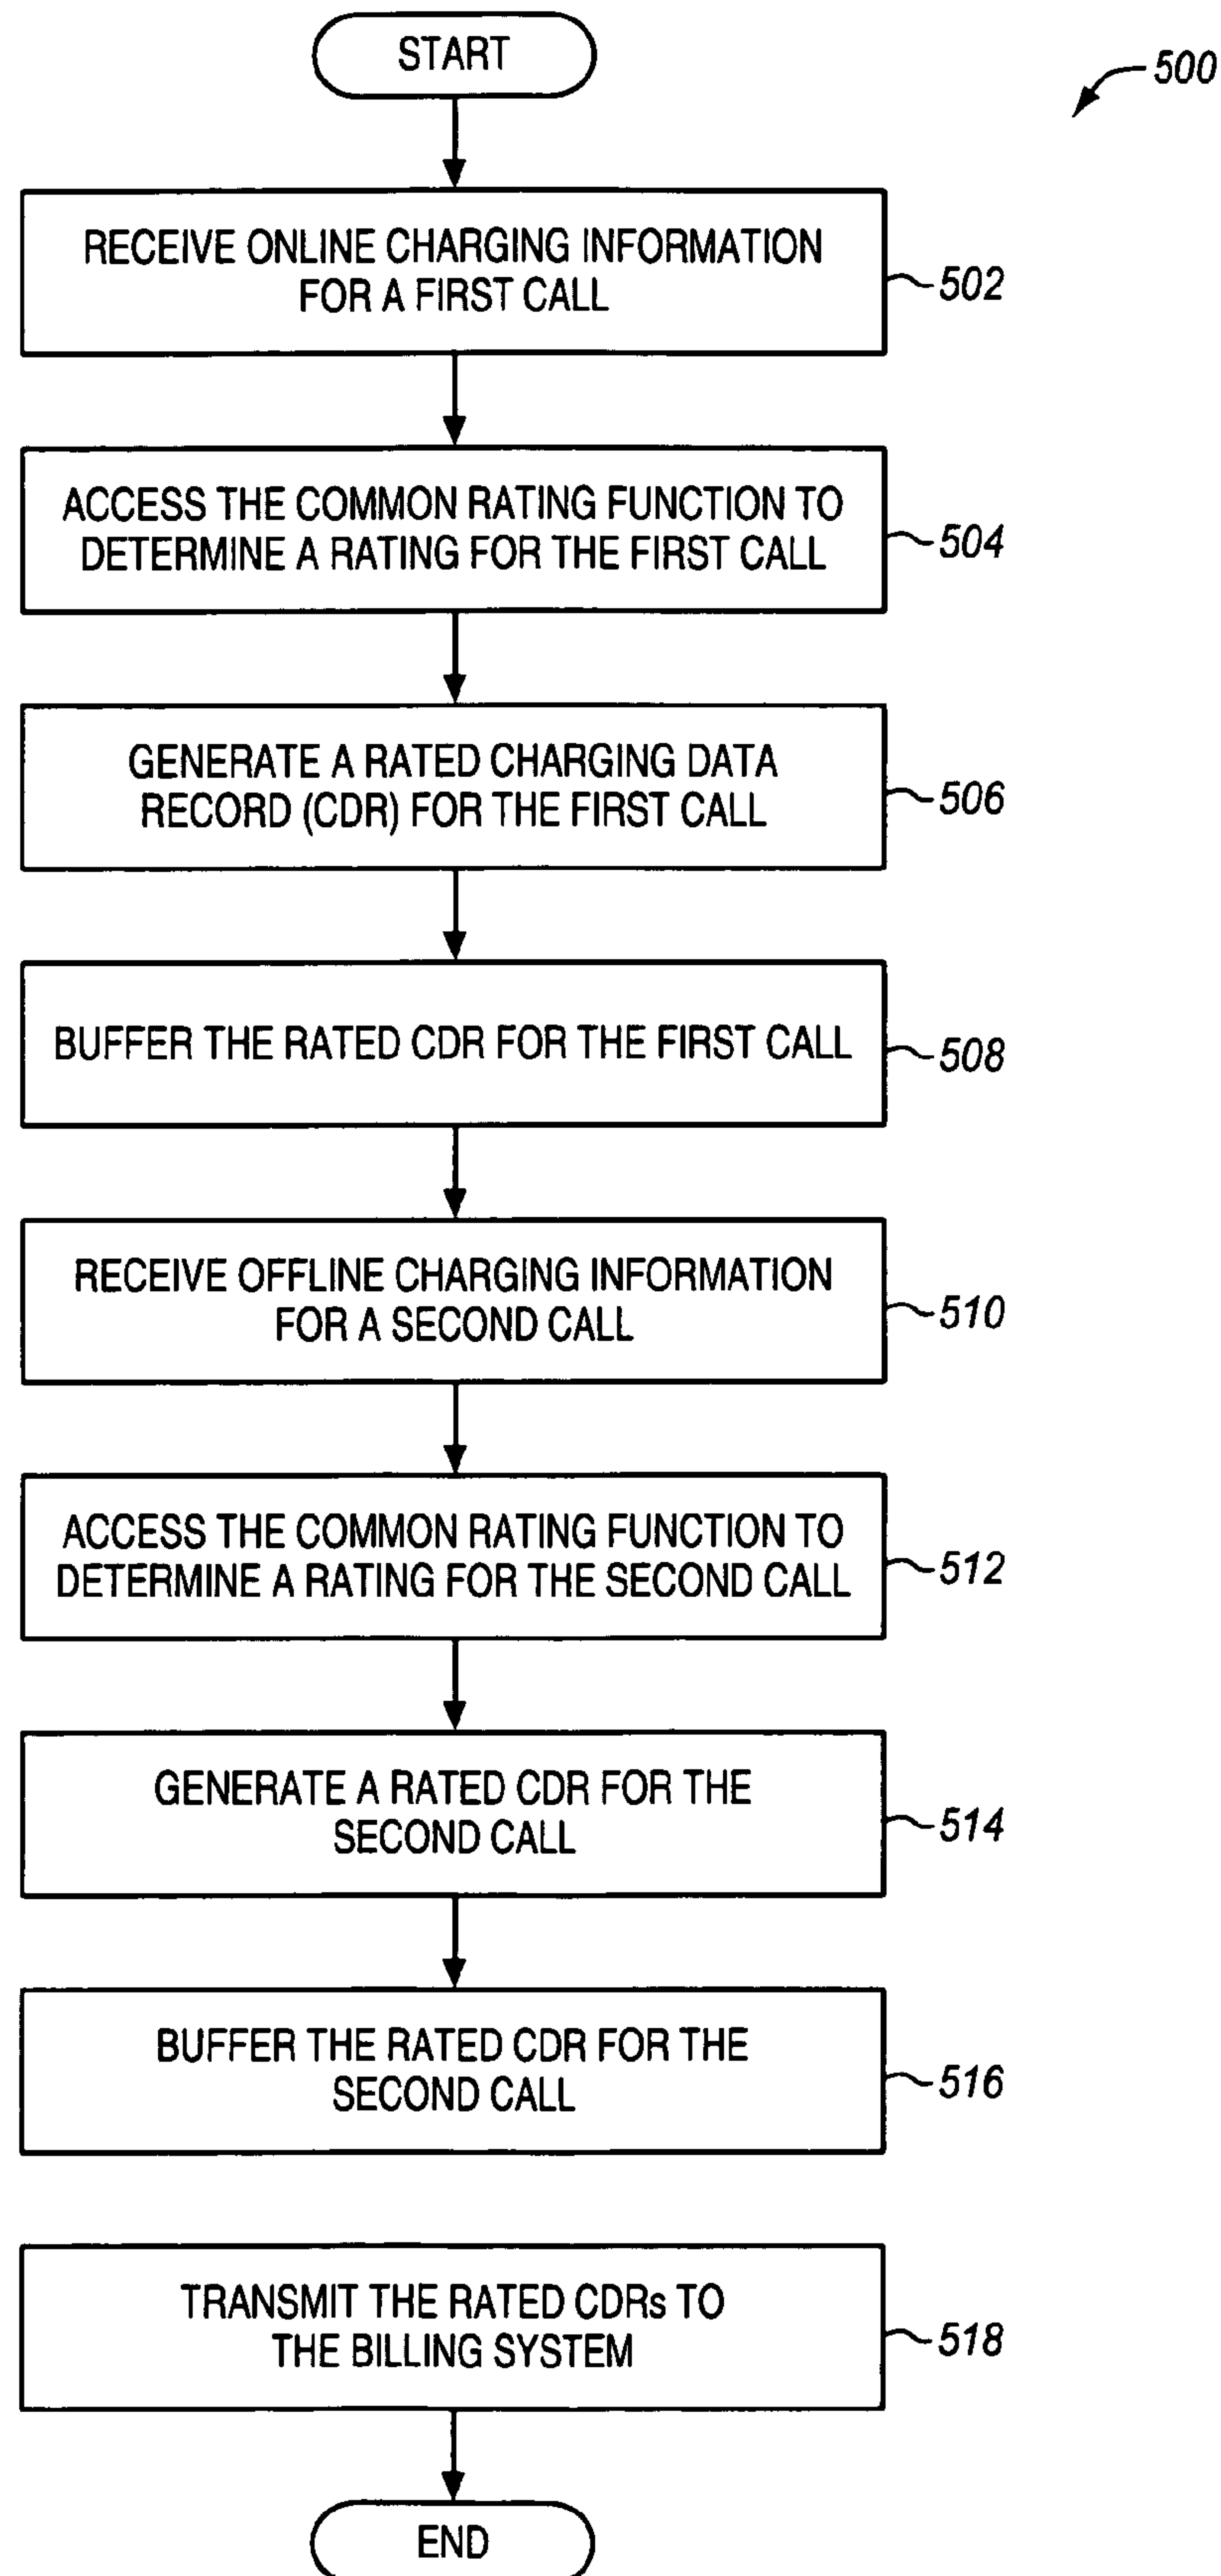 START
500
RECEIVE ONLINE CHARGING INFORMATION
FOR A FIRST CALL
502
ACCESS THE COMMON RATING FUNCTION TO
DETERMINE A RATING FOR THE FIRST CALL
504
GENERATE A RATED CHARGING DATA
RECORD (CDR) FOR THE FIRST CALL
506
BUFFER THE RATED CDR FOR THE FIRST CALL
508
RECEIVE OFFLINE CHARGING INFORMATION
FOR A SECOND CALL
510
ACCESS THE COMMON RATING FUNCTION TO
DETERMINE A RATING FOR THE SECOND CALL
512
GENERATE A RATED CDR FOR THE
SECOND CALL
514
BUFFER THE RATED CDR FOR THE
SECOND CALL
516
TRANSMIT THE RATED CDRs TO
THE BILLING SYSTEM
518
END